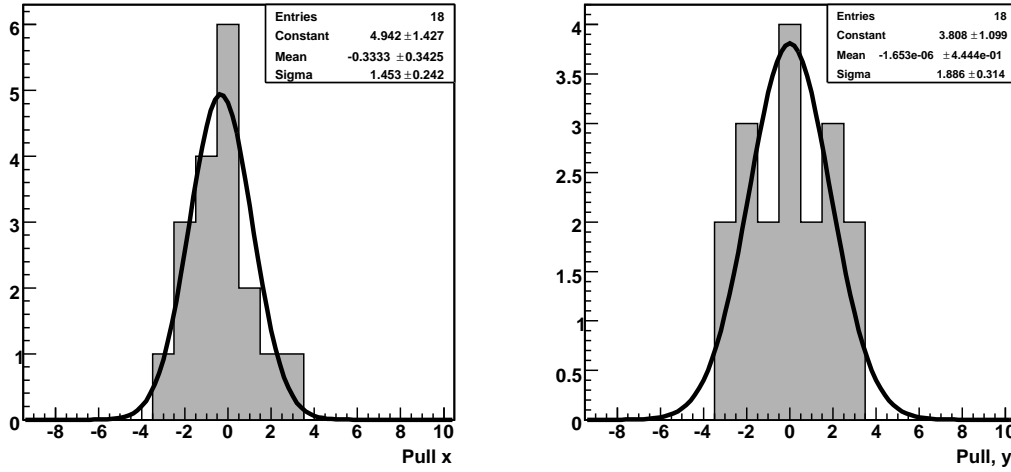 Entries 18
Constant 4.942 ±1.427
Mean -0.3333 ±0.3425
Sigma 1.453 ±0.242
6
5
4
3
2
1
0
-8 -6 -4 -2 0 2 4 6 8 10
Pull x
Entries 18
Constant 3.808 ±1.099
Mean -1.653e-06 ±4.444e-01
Sigma 1.886 ±0.314
4
3.5
3
2.5
2
1.5
1
0.5
0
-8 -6 -4 -2 0 2 4 6 8 10
Pull, y